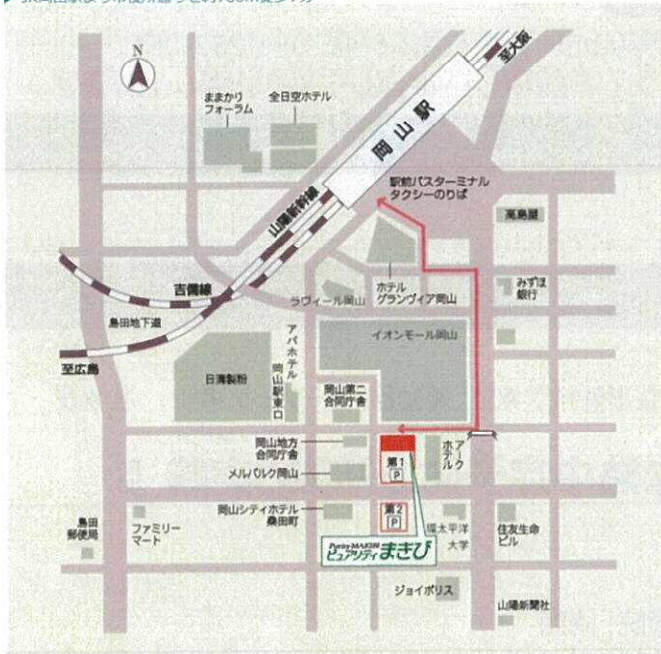 N
至大阪
ままかり
フォーラム
全日空ホテル
岡山駅
駅前バスターミナル
タクシーのりば
山陽新幹線
高島屋
吉備線
ラヴィール岡山
ホテル
グランヴィア岡山
みずほ
銀行
島田地下道
イオンモール岡山
至広島
日清製粉
アパホテル
岡山駅東口
岡山第二
合同庁舎
岡山地方
合同庁舎
第1
P
アーク
ホテル
メルパルク岡山
岡山シティホテル
桑田町
第2
P
島田
郵便局
ファミリー
マート
環太平洋
大学
住友生命
ビル
Purity MAKIBI
ピュアリティまきび
ジョイポリス
山陽新聞社